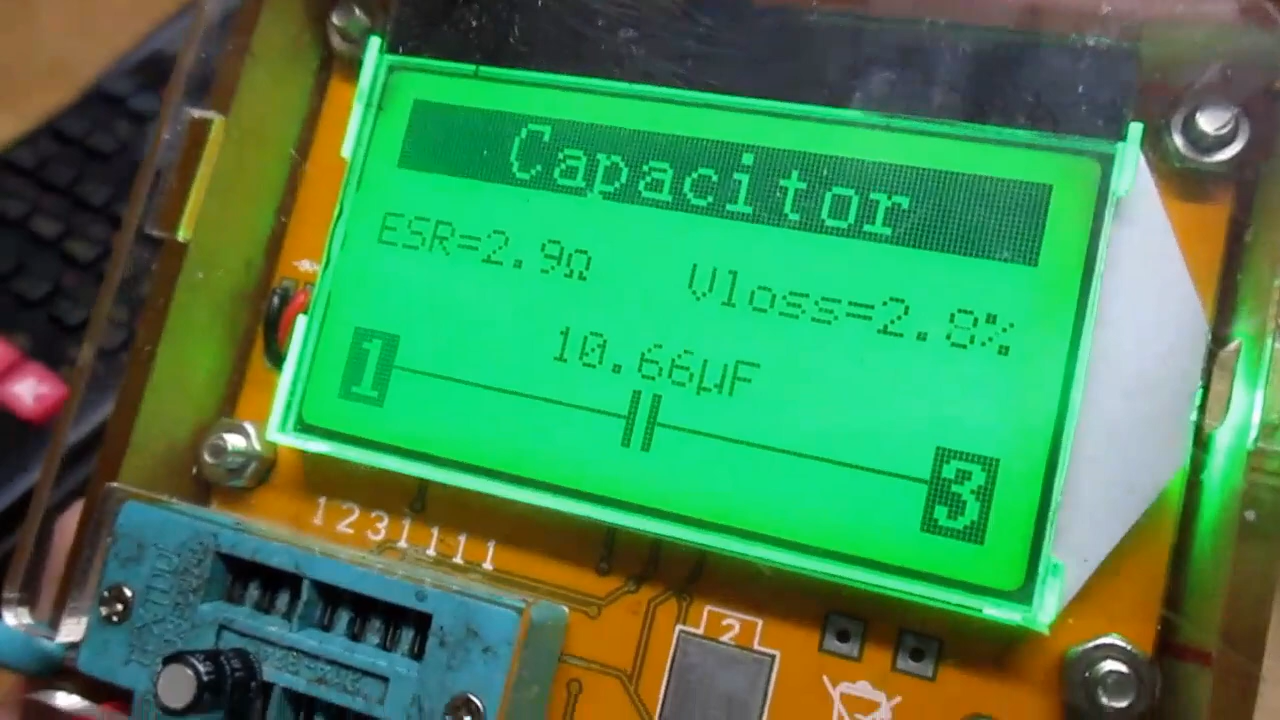 Capacitor
ESR=2.9Ω Vloss=2.8%
10.66µF
1 3
1231111
2
K